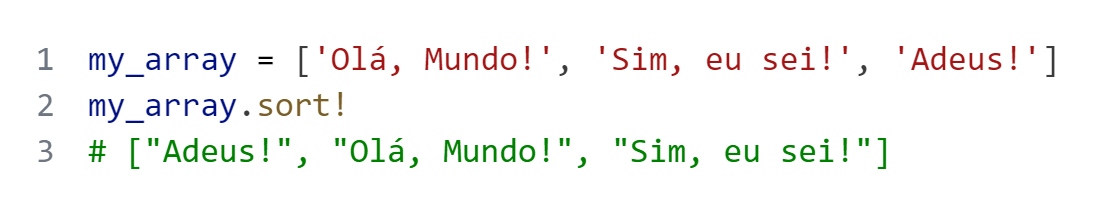 1 my_array = ['Olá, Mundo!', 'Sim, eu sei!', 'Adeus!']
2 my_array.sort!
3 # ["Adeus!", "Olá, Mundo!", "Sim, eu sei!"]